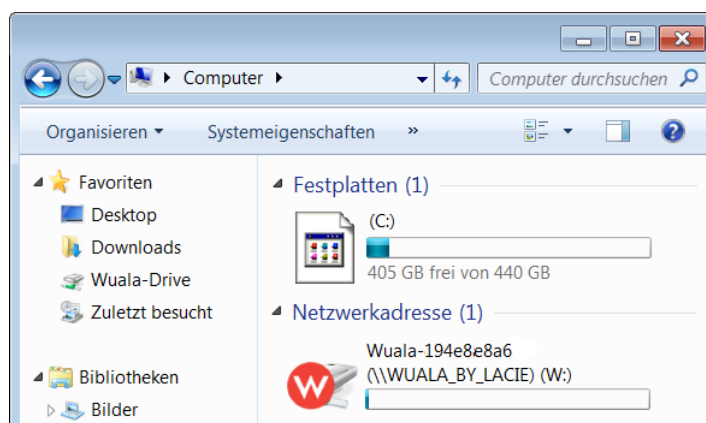 Computer
Computer durchsuchen
Organisieren
Systemeigenschaften
»
Favoriten
Desktop
Downloads
Wuala-Drive
Zuletzt besucht
Bibliotheken
Bilder
Festplatten (1)
(C:)
405 GB frei von 440 GB
Netzwerkadresse (1)
W
Wuala-194e8e8a6
(\\WUALA_BY_LACIE) (W:)